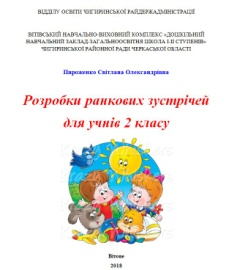 ВІДДІЛУ ОСВІТИ ЧИГИРИНСЬКОЇ РАЙДЕРЖАДМІНІСТРАЦІЇ
ВІТІВСЬКИЙ НАВЧАЛЬНО-ВИХОВНИЙ КОМПЛЕКС «ДОШКІЛЬНИЙ
НАВЧАЛЬНИЙ ЗАКЛАД-ЗАГАЛЬНООСВІТНЯ ШКОЛА І-ІІ СТУПЕНІВ»
ЧИГИРИНСЬКОЇ РАЙОННОЇ РАДИ ЧЕРКАСЬКОЇ ОБЛАСТІ
Пироженко Світлана Олександрівна
Розробки ранкових зустрічей
для учнів 2 класу
Вітове
2018